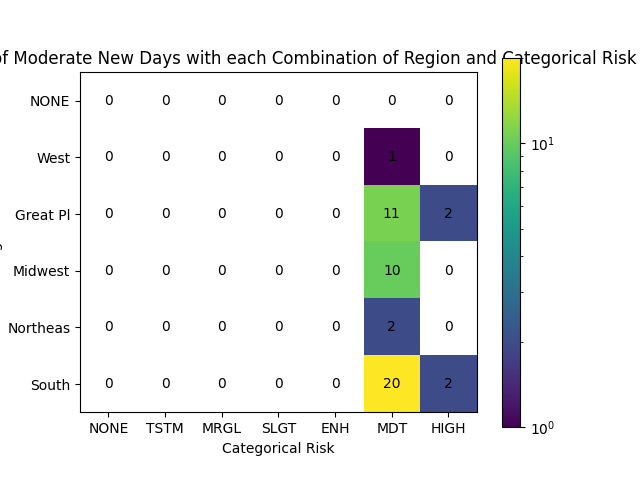 of Moderate New Days with each Combination of Region and Categorical Risk
NONE 0 0 0 0 0 0 0
West 0 0 0 0 0 1 0
Great Pl 0 0 0 0 0 11 2
Midwest 0 0 0 0 0 10 0
Northeas 0 0 0 0 0 2 0
South 0 0 0 0 0 20 2
NONE TSTM MRGL SLGT ENH MDT HIGH
Categorical Risk
10¹
10⁰